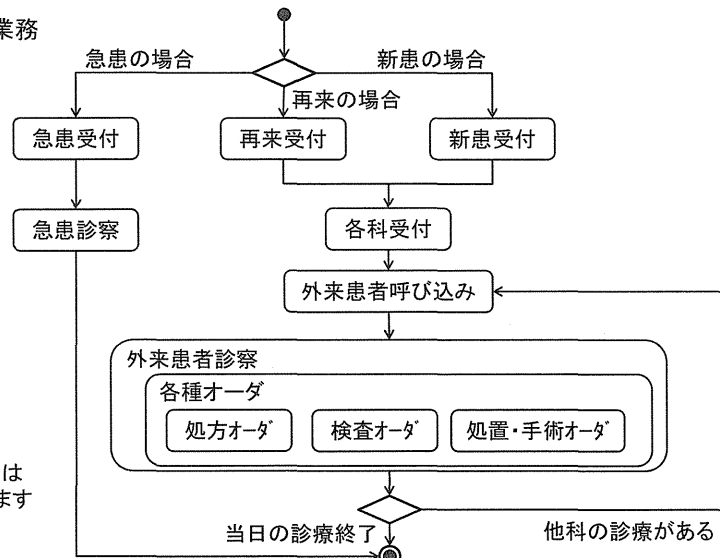 業務
急患の場合
新患の場合
再来の場合
急患受付
再来受付
新患受付
急患診察
各科受付
外来患者呼び込み
外来患者診察
各種オーダ
処方オーダ
検査オーダ
処置・手術オーダ
は
ます
当日の診療終了
他科の診療がある